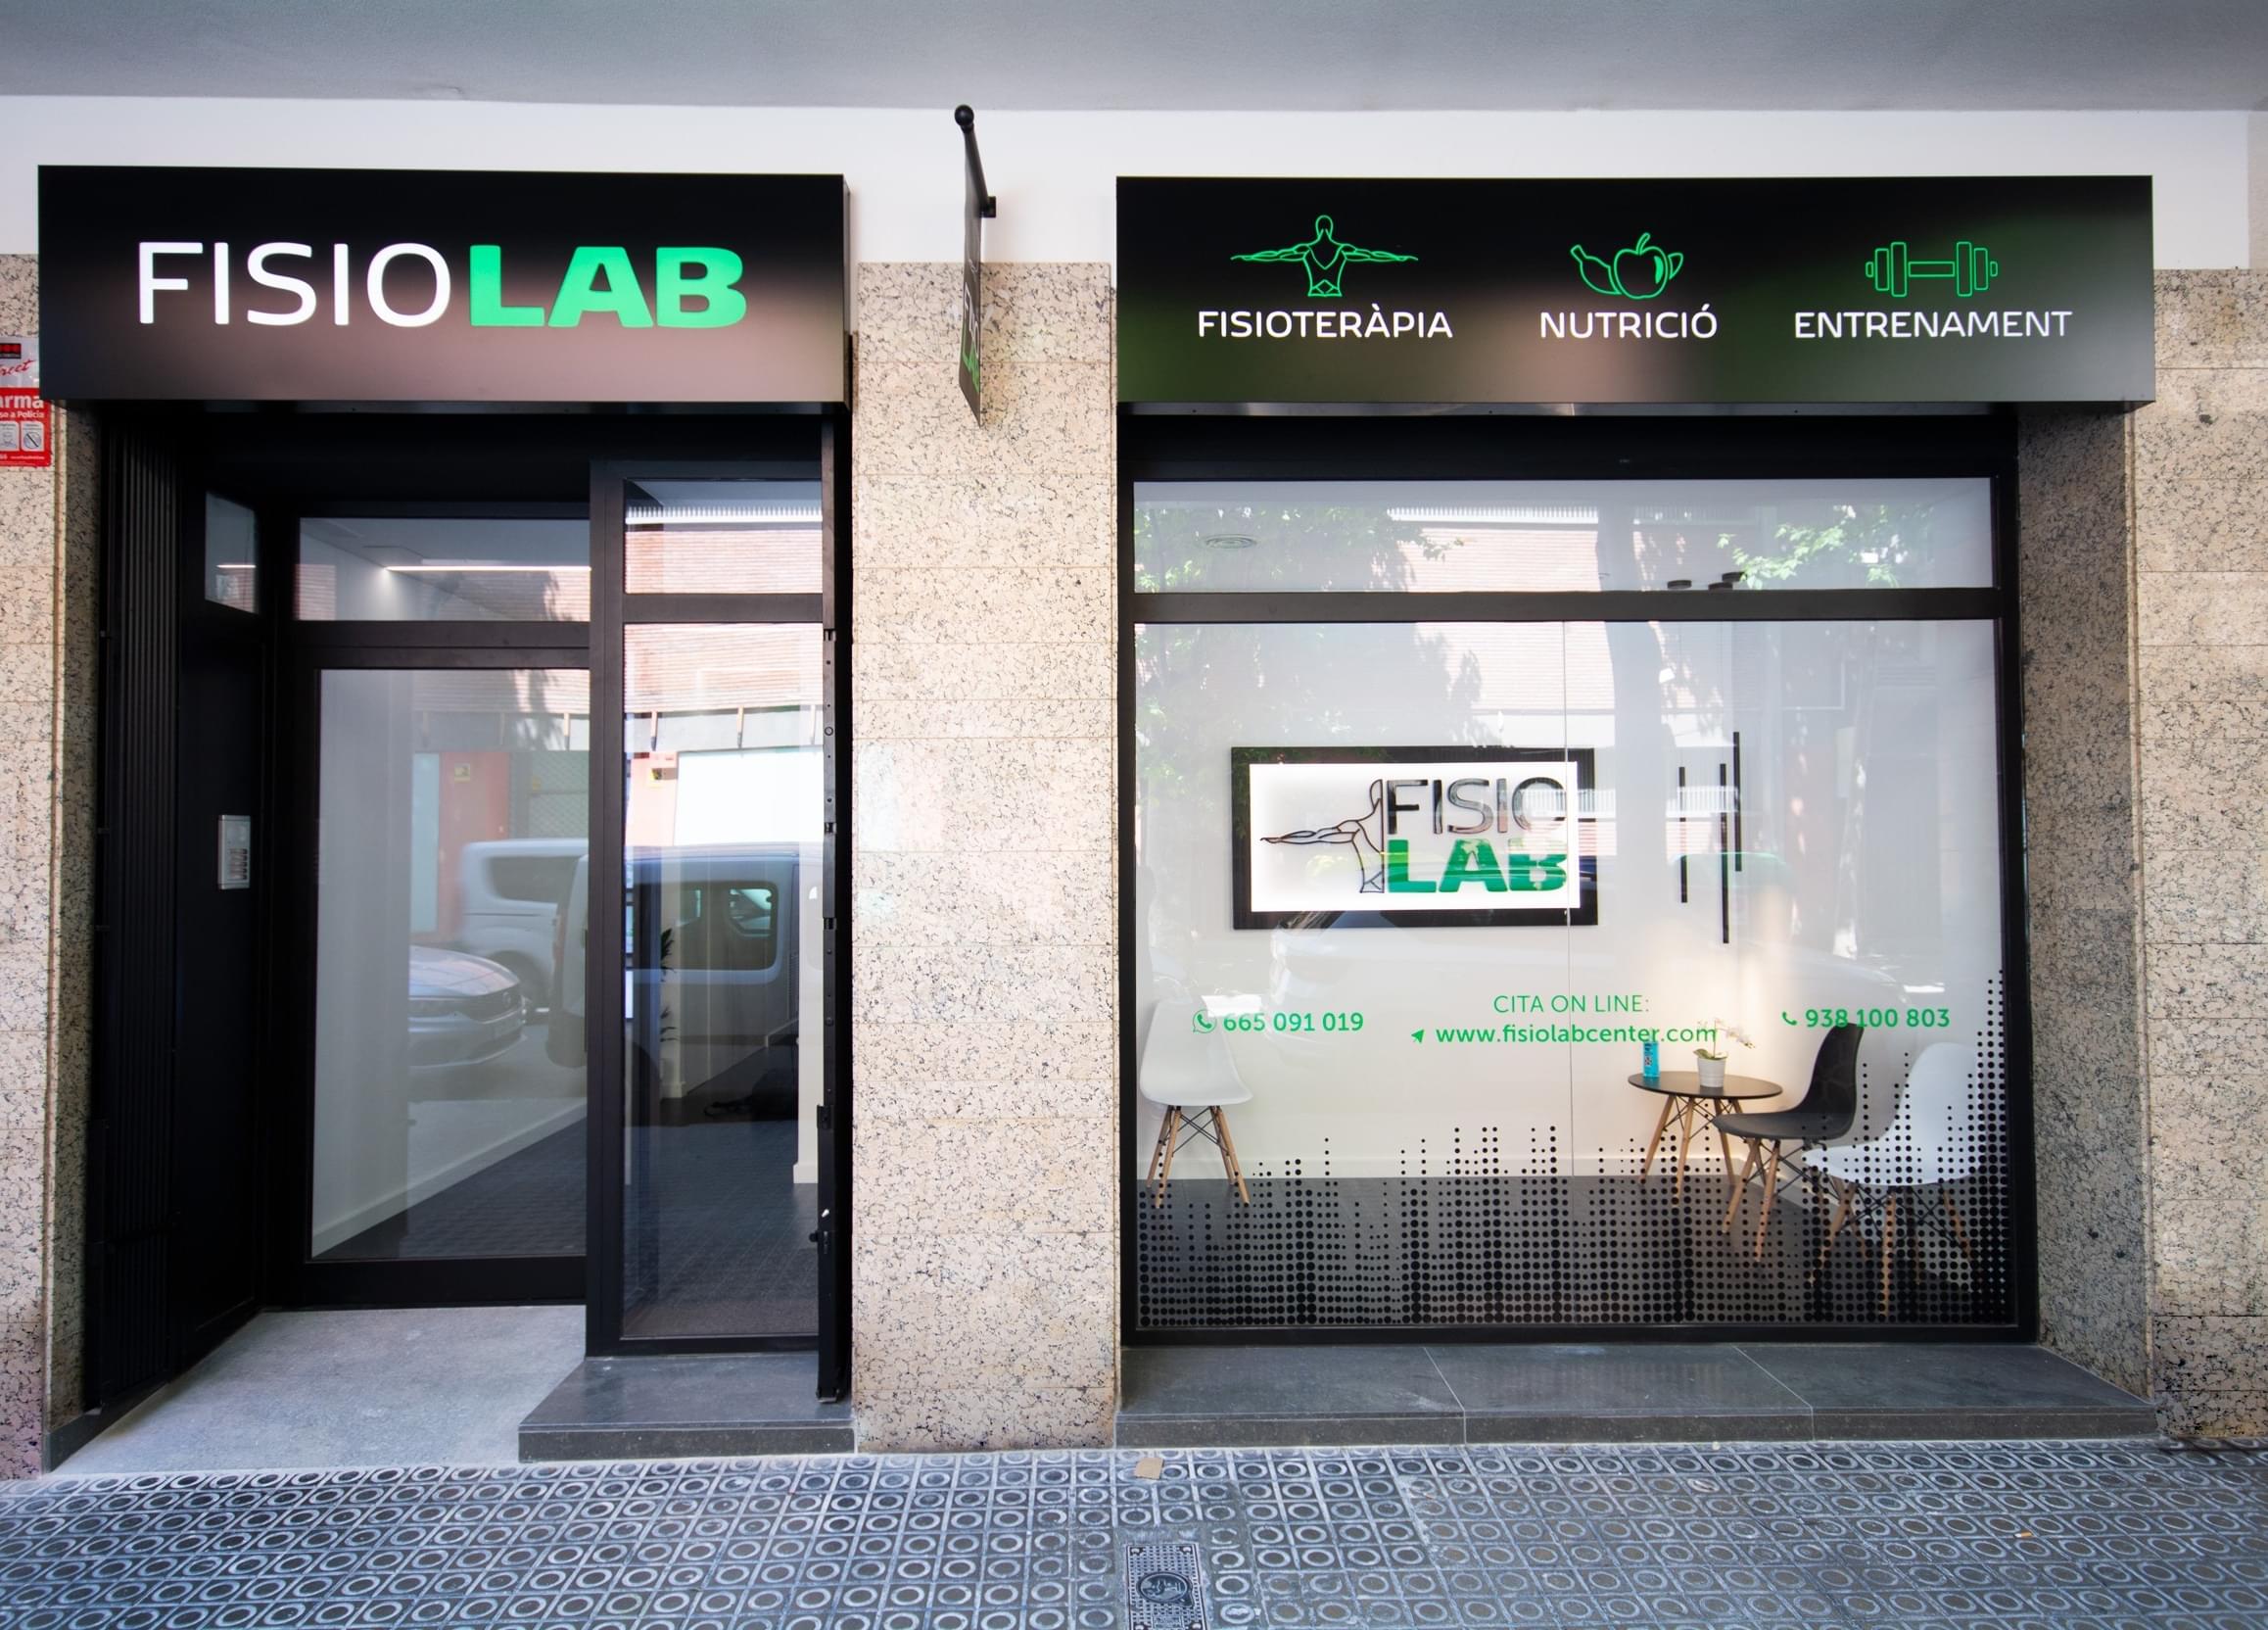 FISIOLAB
FISIOTERÀPIA
NUTRICIÓ
ENTRENAMENT
FISIO
LAB
665 091 019
CITA ON LINE:
www.fisiolabcenter.com
938 100 803